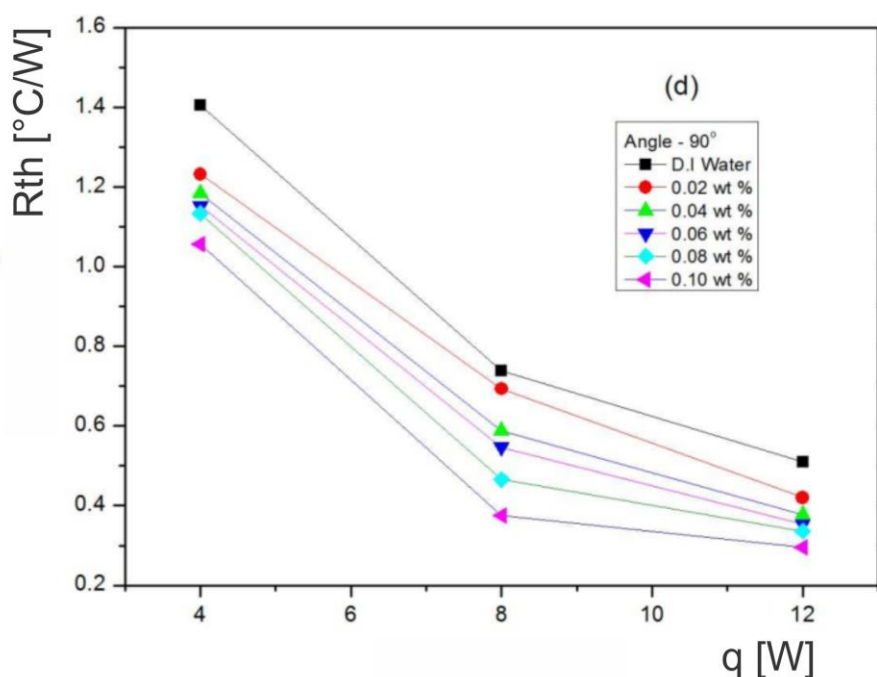 Rth [°C/W]
1.6
1.4
1.2
1.0
0.8
0.6
0.4
0.2
(d)
Angle - 90°
D.I Water
0.02 wt %
0.04 wt %
0.06 wt %
0.08 wt %
0.10 wt %
4
6
8
10
12
q [W]